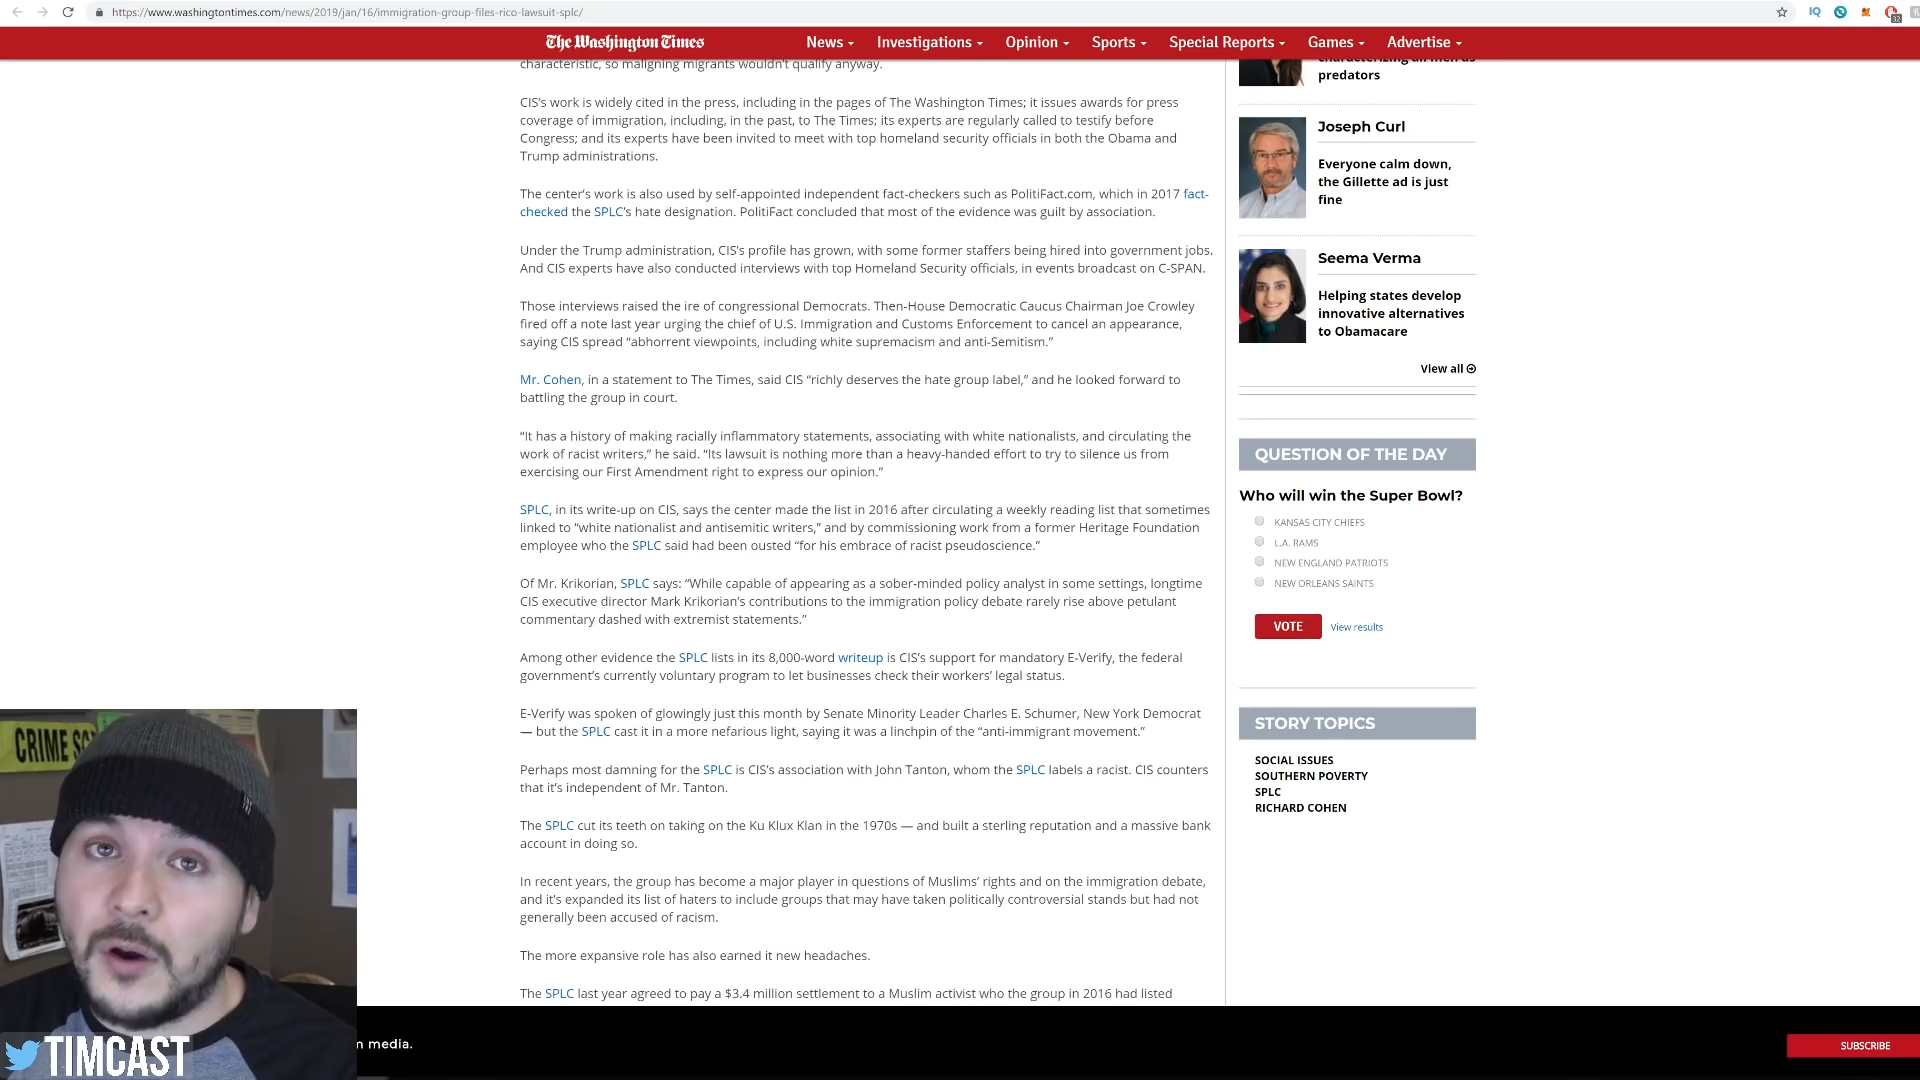 https://www.washingtontimes.com/news/2019/jan/16/immigration-group-files-rico-lawsuit-splc/
The Washington Times
News
Investigations
Opinion
Sports
Special Reports
Games
Advertise
characteristic, so maligning migrants wouldn't qualify anyway.
CIS's work is widely cited in the press, including in the pages of The Washington Times; it issues awards for press
coverage of immigration, including, in the past, to The Times; its experts are regularly called to testify before
Congress; and its experts have been invited to meet with top homeland security officials in both the Obama and
Trump administrations.
The center's work is also used by self-appointed independent fact-checkers such as PolitiFact.com, which in 2017 fact-
checked the SPLC's hate designation. PolitiFact concluded that most of the evidence was guilt by association.
Under the Trump administration, CIS's profile has grown, with some former staffers being hired into government jobs.
And CIS experts have also conducted interviews with top Homeland Security officials, in events broadcast on C-SPAN.
Those interviews raised the ire of congressional Democrats. Then-House Democratic Caucus Chairman Joe Crowley
fired off a note last year urging the chief of U.S. Immigration and Customs Enforcement to cancel an appearance,
saying CIS spread “abhorrent viewpoints, including white supremacism and anti-Semitism.”
Mr. Cohen, in a statement to The Times, said CIS “richly deserves the hate group label,” and he looked forward to
battling the group in court.
“It has a history of making racially inflammatory statements, associating with white nationalists, and circulating the
work of racist writers,” he said. “Its lawsuit is nothing more than a heavy-handed effort to try to silence us from
exercising our First Amendment right to express our opinion.”
SPLC, in its write-up on CIS, says the center made the list in 2016 after circulating a weekly reading list that sometimes
linked to “white nationalist and antisemitic writers,” and by commissioning work from a former Heritage Foundation
employee who the SPLC said had been ousted “for his embrace of racist pseudoscience.”
Of Mr. Krikorian, SPLC says: “While capable of appearing as a sober-minded policy analyst in some settings, longtime
CIS executive director Mark Krikorian's contributions to the immigration policy debate rarely rise above petulant
commentary dashed with extremist statements.”
Among other evidence the SPLC lists in its 8,000-word writeup is CIS's support for mandatory E-Verify, the federal
government's currently voluntary program to let businesses check their workers' legal status.
E-Verify was spoken of glowingly just this month by Senate Minority Leader Charles E. Schumer, New York Democrat
— but the SPLC cast it in a more nefarious light, saying it was a linchpin of the “anti-immigrant movement.”
Perhaps most damning for the SPLC is CIS's association with John Tanton, whom the SPLC labels a racist. CIS counters
that it's independent of Mr. Tanton.
The SPLC cut its teeth on taking on the Ku Klux Klan in the 1970s — and built a sterling reputation and a massive bank
account in doing so.
In recent years, the group has become a major player in questions of Muslims' rights and on the immigration debate,
and it's expanded its list of haters to include groups that may have taken politically controversial stands but had not
generally been accused of racism.
The more expansive role has also earned it new headaches.
The SPLC last year agreed to pay a $3.4 million settlement to a Muslim activist who the group in 2016 had listed
characterizing all men as
predators
Joseph Curl
Everyone calm down,
the Gillette ad is just
fine
Seema Verma
Helping states develop
innovative alternatives
to Obamacare
View all
QUESTION OF THE DAY
Who will win the Super Bowl?
KANSAS CITY CHIEFS
L.A. RAMS
NEW ENGLAND PATRIOTS
NEW ORLEANS SAINTS
VOTE View results
STORY TOPICS
SOCIAL ISSUES
SOUTHERN POVERTY
SPLC
RICHARD COHEN
CRIME
TIMCAST
media.
SUBSCRIBE